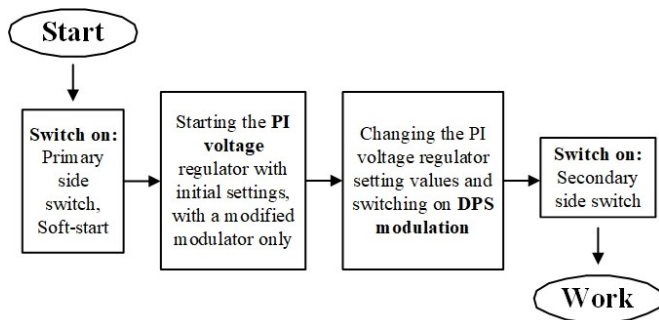 Start
Switch on:
Primary
side
switch,
Soft-start
Starting the PI
voltage
regulator with
initial settings,
with a modified
modulator only
Changing the PI
voltage regulator
setting values and
switching on DPS
modulation
Switch on:
Secondary
side switch
Work